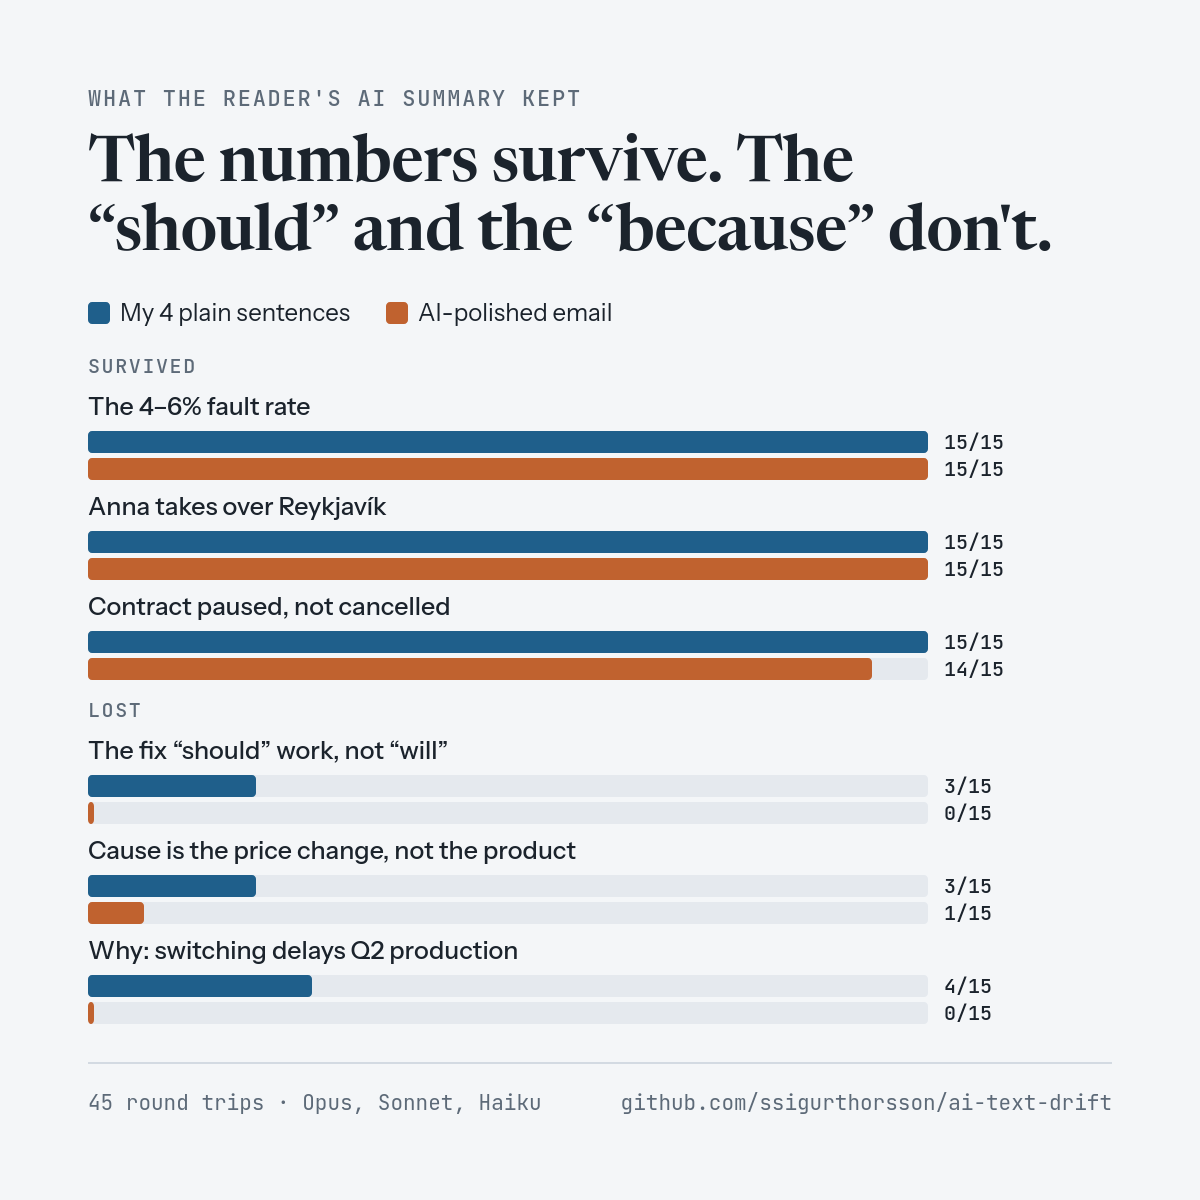 WHAT THE READER'S AI SUMMARY KEPT
The numbers survive. The
“should” and the “because” don't.
My 4 plain sentences
AI-polished email
SURVIVED
The 4–6% fault rate
15/15
15/15
Anna takes over Reykjavík
15/15
15/15
Contract paused, not cancelled
15/15
14/15
LOST
The fix “should” work, not “will”
3/15
0/15
Cause is the price change, not the product
3/15
1/15
Why: switching delays Q2 production
4/15
0/15
45 round trips · Opus, Sonnet, Haiku
github.com/ssigurthorsson/ai-text-drift